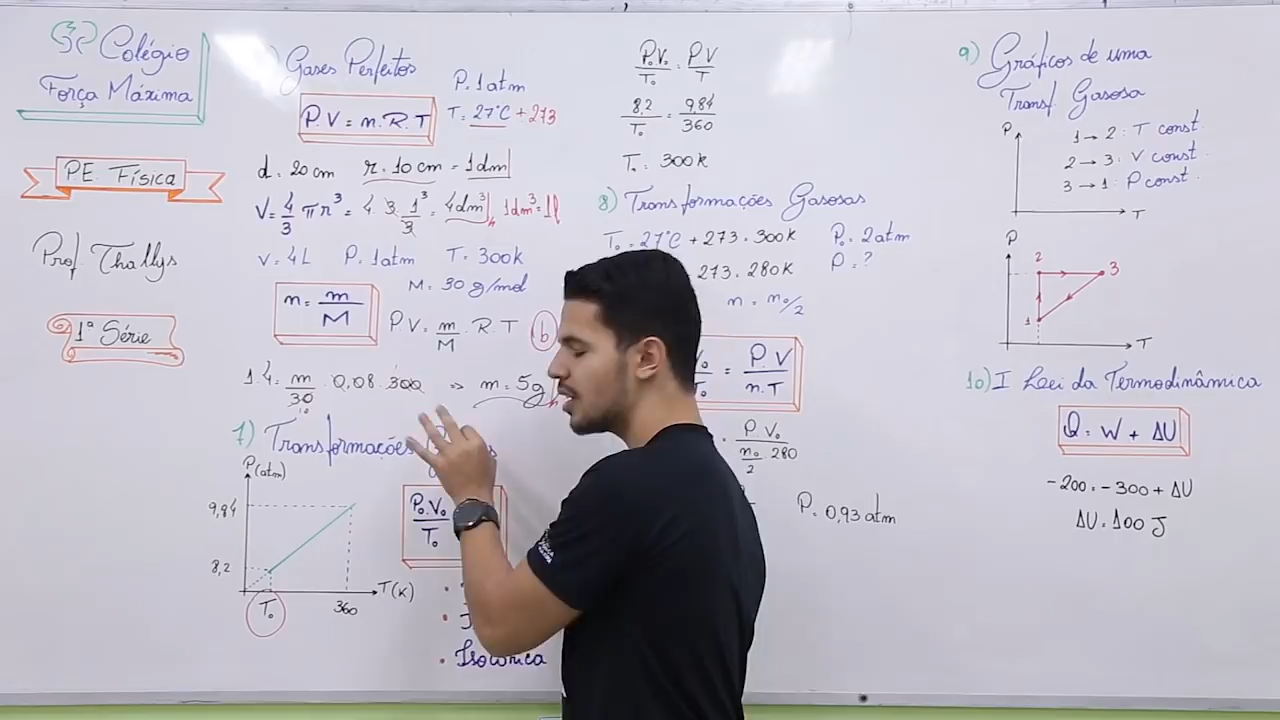 Colégio
Força Máxima
P.E. Física
Prof Thallys
1ª Série
Gases Perfeitos
P.V = n.R.T
P. 1 atm
T = 27°C + 273
d = 20 cm r = 10 cm = 1dm
V = 4/3 π r³ = 4.3.1³/3 = 4dm³ 1dm³ = 1l
V = 4L P. 1atm T = 300k
n = m/M
M = 30 g/mol
PV = m/M . R.T
b
1.4 = m/30 . 0,08 . 300 => m = 5g
10
7) Transformações
P(atm)
9,84
8,2
T₀
360
T(K)
P₀.V₀
T₀
Isocórica
P₀.V₀/T₀ = P.V/T
8,2/T₀ = 9,84/360
T₀ = 300k
8) Transformações Gasosas
T₀ = 27°C + 273 = 300k
P₀ = 2atm
273 = 280k
P = ?
n = n₀/2
= P.V/n.T
P V₀
n₀/2 280
P = 0,93 atm
9) Gráficos de uma
Transf. Gasosa
P
1 → 2 : T const.
2 → 3 : V const.
3 → 1 : P const.
T
P
2
3
1
T
10) I Lei da Termodinâmica
Q = W + ΔU
-200 = -300 + ΔU
ΔU = 100 J